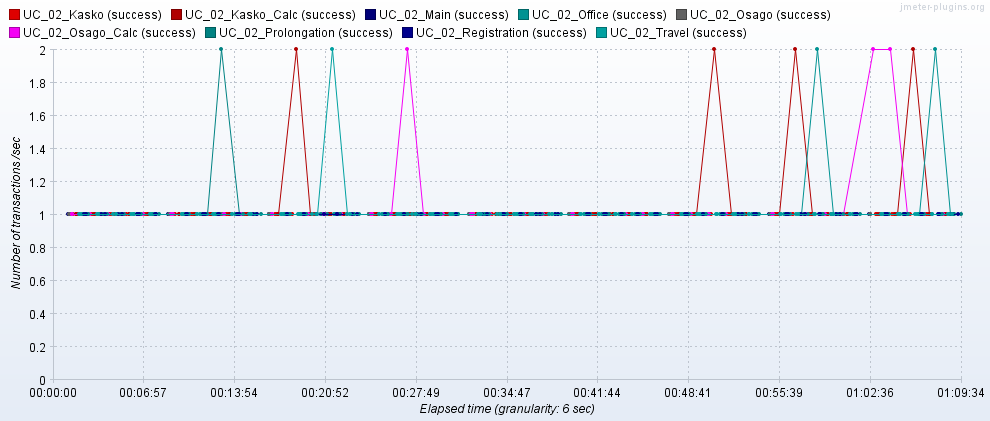 jmeter-plugins.org
UC_02_Kasko (success) UC_02_Kasko_Calc (success) UC_02_Main (success) UC_02_Office (success) UC_02_Osago (success)
UC_02_Osago_Calc (success) UC_02_Prolongation (success) UC_02_Registration (success) UC_02_Travel (success)
Number of transactions /sec
2
1.8
1.6
1.4
1.2
1
0.8
0.6
0.4
0.2
0
00:00:00 00:06:57 00:13:54 00:20:52 00:27:49 00:34:47 00:41:44 00:48:41 00:55:39 01:02:36 01:09:34
Elapsed time (granularity: 6 sec)